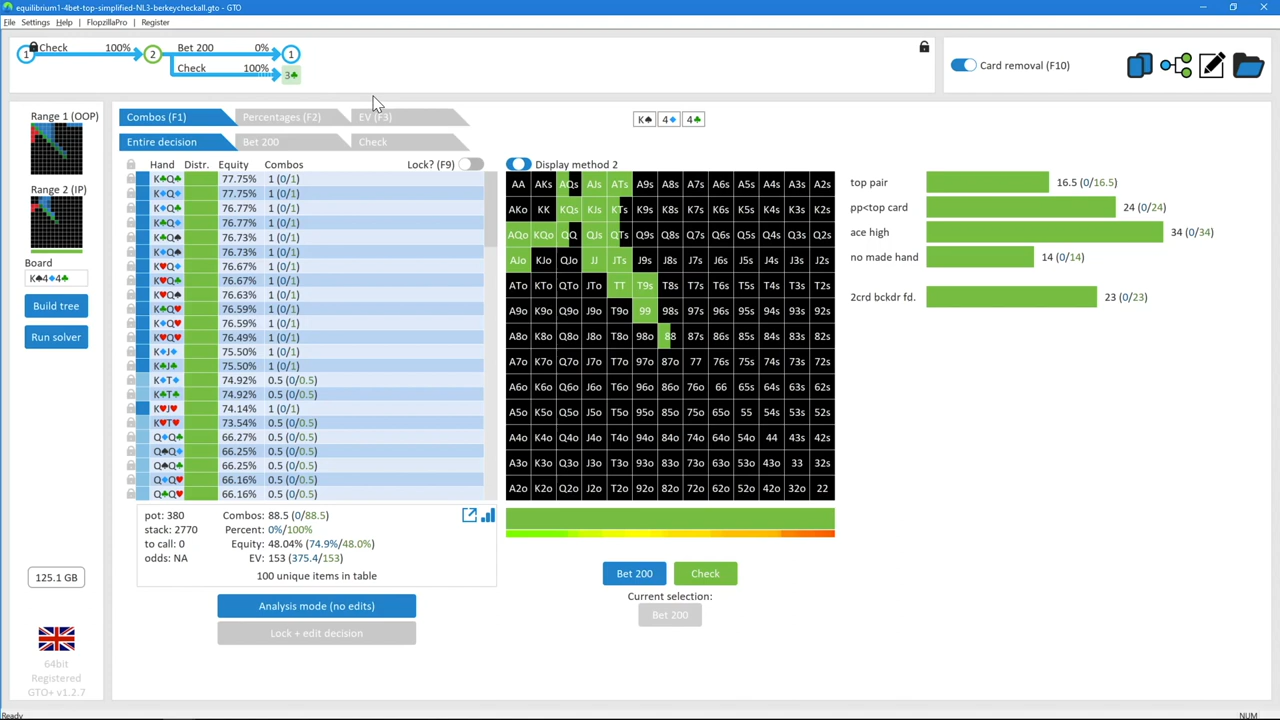 equilibrium1-4bet-top-simplified-NL3-berkeycheckall.gto - GTO
File Settings Help | FlopzillaPro | Register
1 Check 100% 2 Bet 200 0% 1
Check 100% 3♣
Card removal (F10)
Range 1 (OOP)
Range 2 (IP)
Board
K♠4♦4♣
Build tree
Run solver
125.1 GB
64bit
Registered
GTO+ v1.2.7
Combos (F1) Percentages (F2) EV (F3)
K♠ 4♦ 4♣
Entire decision Bet 200 Check
Hand Distr. Equity Combos Lock? (F9)
K♣Q♣ 77.75% 1 (0/1)
K♦Q♦ 77.75% 1 (0/1)
K♦Q♣ 76.77% 1 (0/1)
K♣Q♦ 76.77% 1 (0/1)
K♣Q♠ 76.73% 1 (0/1)
K♦Q♠ 76.73% 1 (0/1)
K♥Q♦ 76.67% 1 (0/1)
K♥Q♣ 76.67% 1 (0/1)
K♥Q♠ 76.63% 1 (0/1)
K♣Q♥ 76.59% 1 (0/1)
K♦Q♥ 76.59% 1 (0/1)
K♥Q♥ 76.49% 1 (0/1)
K♦J♦ 75.50% 1 (0/1)
K♣J♣ 75.50% 1 (0/1)
K♦T♦ 74.92% 0.5 (0/0.5)
K♣T♣ 74.92% 0.5 (0/0.5)
K♥J♥ 74.14% 1 (0/1)
K♥T♥ 73.54% 0.5 (0/0.5)
Q♦Q♣ 66.27% 0.5 (0/0.5)
Q♠Q♦ 66.25% 0.5 (0/0.5)
Q♠Q♣ 66.25% 0.5 (0/0.5)
Q♦Q♥ 66.16% 0.5 (0/0.5)
Q♣Q♥ 66.16% 0.5 (0/0.5)
pot: 380 Combos: 88.5 (0/88.5)
stack: 2770 Percent: 0%/100%
to call: 0 Equity: 48.04% (74.9%/48.0%)
odds: NA EV: 153 (375.4/153)
100 unique items in table
Analysis mode (no edits)
Lock + edit decision
Display method 2
AA AKs AQs AJs ATs A9s A8s A7s A6s A5s A4s A3s A2s
AKo KK KQs KJs KTs K9s K8s K7s K6s K5s K4s K3s K2s
AQo KQo QQ QJs QTs Q9s Q8s Q7s Q6s Q5s Q4s Q3s Q2s
AJo KJo QJo JJ JTs J9s J8s J7s J6s J5s J4s J3s J2s
ATo KTo QTo JTo TT T9s T8s T7s T6s T5s T4s T3s T2s
A9o K9o Q9o J9o T9o 99 98s 97s 96s 95s 94s 93s 92s
A8o K8o Q8o J8o T8o 98o 88 87s 86s 85s 84s 83s 82s
A7o K7o Q7o J7o T7o 97o 87o 77 76s 75s 74s 73s 72s
A6o K6o Q6o J6o T6o 96o 86o 76o 66 65s 64s 63s 62s
A5o K5o Q5o J5o T5o 95o 85o 75o 65o 55 54s 53s 52s
A4o K4o Q4o J4o T4o 94o 84o 74o 64o 54o 44 43s 42s
A3o K3o Q3o J3o T3o 93o 83o 73o 63o 53o 43o 33 32s
A2o K2o Q2o J2o T2o 92o 82o 72o 62o 52o 42o 32o 22
Bet 200 Check
Current selection:
Bet 200
top pair 16.5 (0/16.5)
pp<top card 24 (0/24)
ace high 34 (0/34)
no made hand 14 (0/14)
2crd bckdr fd. 23 (0/23)
Ready NUM